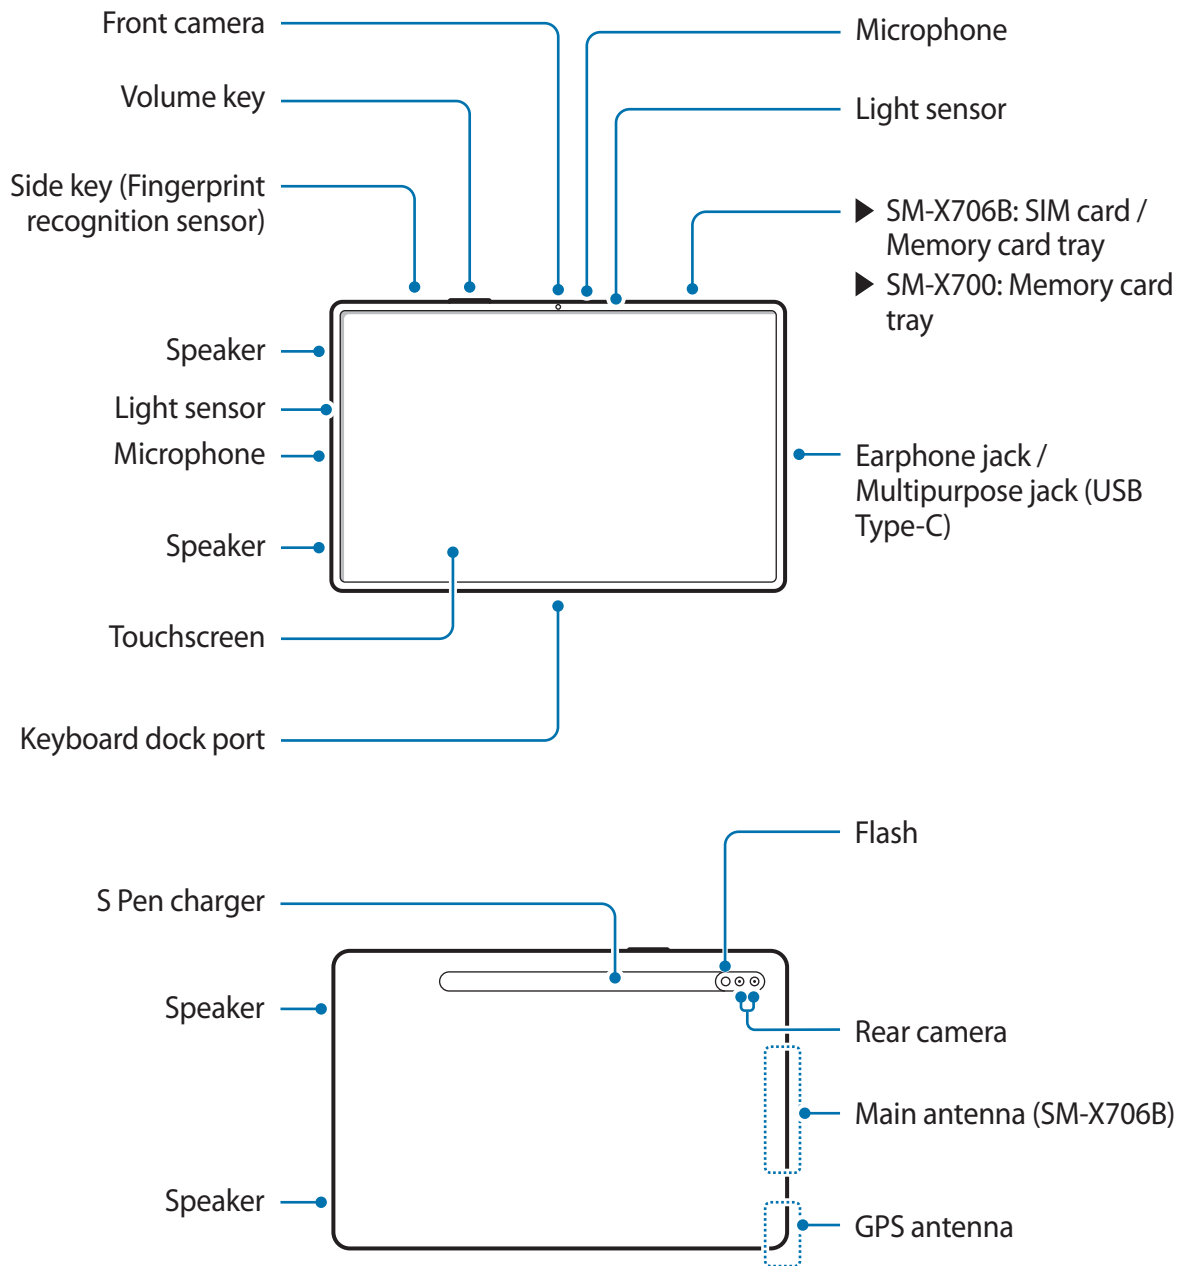 Front camera
Volume key
Side key (Fingerprint
recognition sensor)
Speaker
Light sensor
Microphone
Speaker
Touchscreen
Keyboard dock port
Microphone
Light sensor
▶ SM-X706B: SIM card /
Memory card tray
▶ SM-X700: Memory card
tray
Earphone jack /
Multipurpose jack (USB
Type-C)
S Pen charger
Speaker
Speaker
Flash
Rear camera
Main antenna (SM-X706B)
GPS antenna